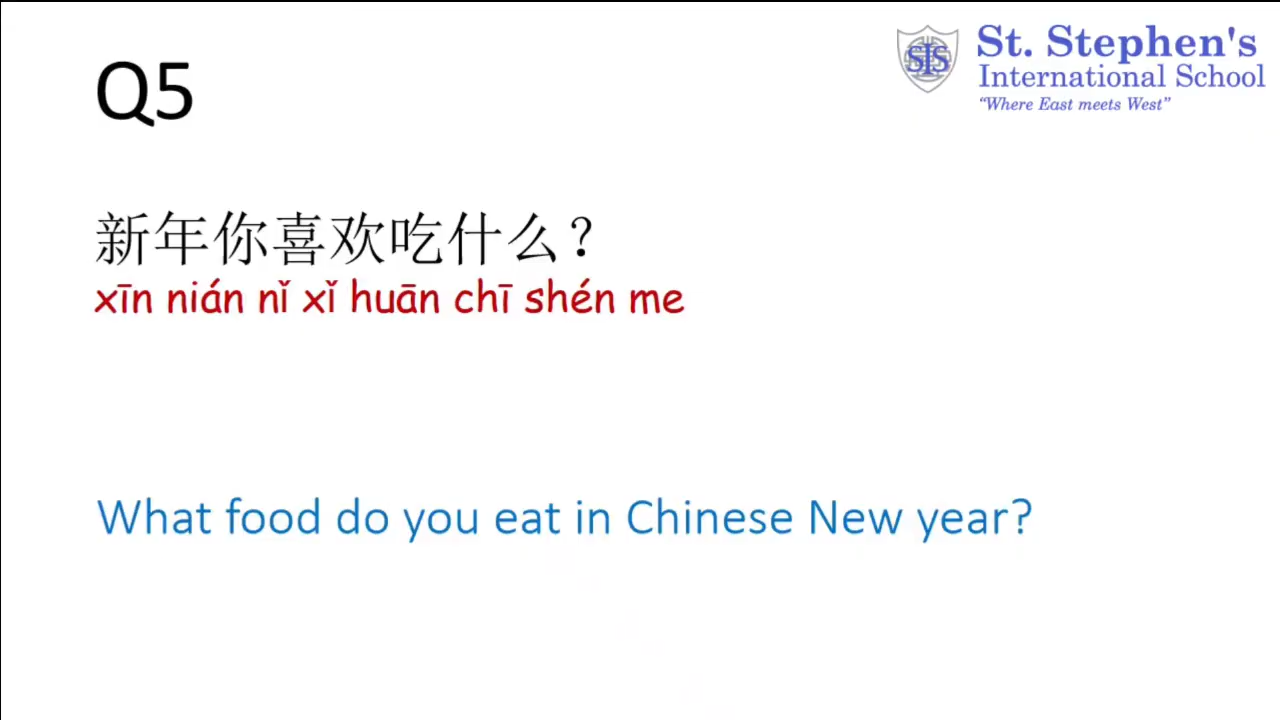 St. Stephen's
International School
“Where East meets West”
SIS
Q5
新年你喜欢吃什么？
xīn nián nǐ xǐ huān chī shén me
What food do you eat in Chinese New year?